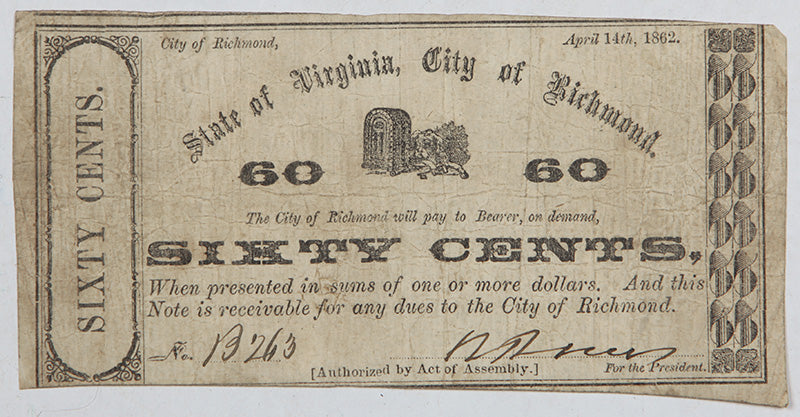 SIXTY CENTS.
City of Richmond, April 14th, 1862.
State of Virginia, City of Richmond.
60 60
The City of Richmond will pay to Bearer, on demand,
SIXTY CENTS,
When presented in sums of one or more dollars. And this
Note is receivable for any dues to the City of Richmond.
No. B 263
[Authorized by Act of Assembly.] For the President.